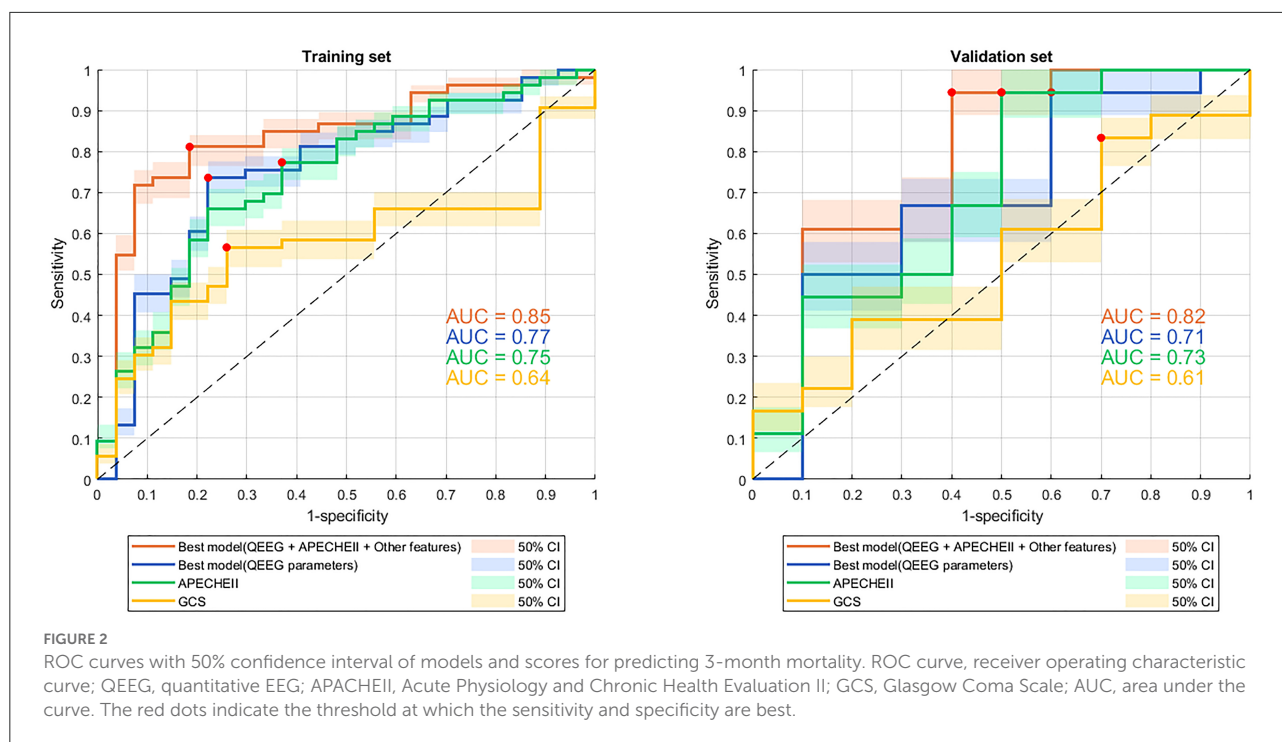 Training set
1
0.9
0.8
0.7
0.6
0.5
0.4
0.3
0.2
0.1
0
Sensitivity
AUC = 0.85
AUC = 0.77
AUC = 0.75
AUC = 0.64
0 0.1 0.2 0.3 0.4 0.5 0.6 0.7 0.8 0.9 1
1-specificity
Best model(QEEG + APECHEII + Other features) 50% CI
Best model(QEEG parameters) 50% CI
APECHEII 50% CI
GCS 50% CI
Validation set
1
0.9
0.8
0.7
0.6
0.5
0.4
0.3
0.2
0.1
0
Sensitivity
AUC = 0.82
AUC = 0.71
AUC = 0.73
AUC = 0.61
0 0.1 0.2 0.3 0.4 0.5 0.6 0.7 0.8 0.9 1
1-specificity
Best model(QEEG + APECHEII + Other features) 50% CI
Best model(QEEG parameters) 50% CI
APECHEII 50% CI
GCS 50% CI
FIGURE 2
ROC curves with 50% confidence interval of models and scores for predicting 3-month mortality. ROC curve, receiver operating characteristic
curve; QEEG, quantitative EEG; APACHEII, Acute Physiology and Chronic Health Evaluation II; GCS, Glasgow Coma Scale; AUC, area under the
curve. The red dots indicate the threshold at which the sensitivity and specificity are best.